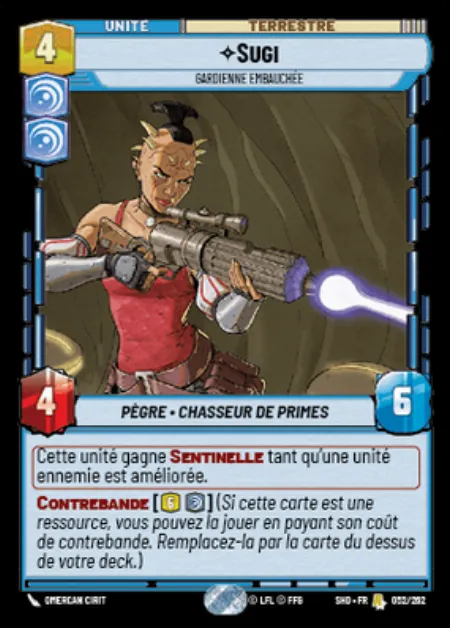 UNITÉ
TERRESTRE
4
✧SUGI
GARDIENNE EMBAUCHÉE
4
PÈGRE • CHASSEUR DE PRIMES
6
Cette unité gagne SENTINELLE tant qu'une unité
ennemie est améliorée.
CONTREBANDE [6] (Si cette carte est une
ressource, vous pouvez la jouer en payant son coût
de contrebande. Remplacez-la par la carte du dessus
de votre deck.)
OMERCAN CIRIT
© LFL © FFG
SHD • FR
052/262